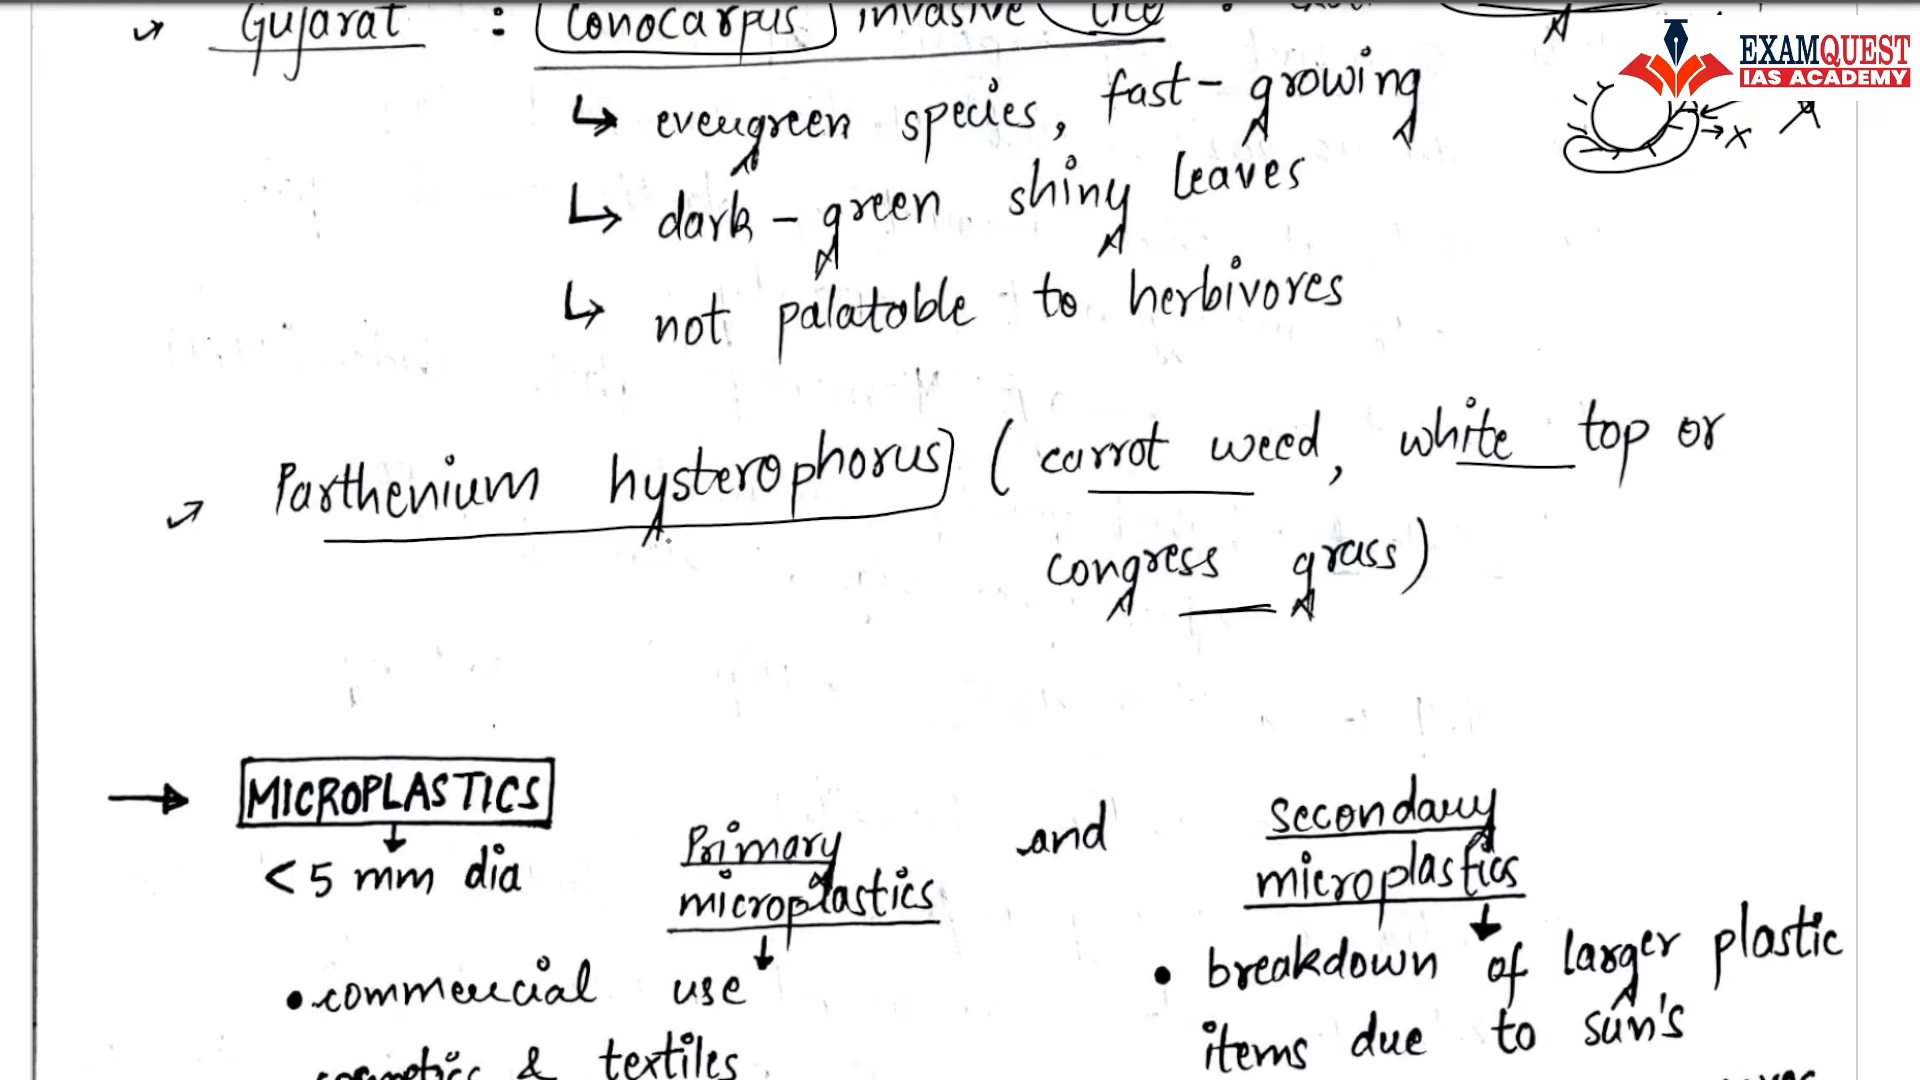 Gujarat : Conocarpus invasive tree :
EXAMQUEST
IAS ACADEMY
↳ evergreen species, fast-growing
x
↳ dark-green shiny leaves
↳ not palatable to herbivores
Parthenium hysterophorus (carrot weed, white top or
congress grass)
→ MICROPLASTICS
< 5 mm dia
Primary and secondary
microplastics microplastics
• commercial use • breakdown of larger plastic
cosmetics & textiles items due to sun's